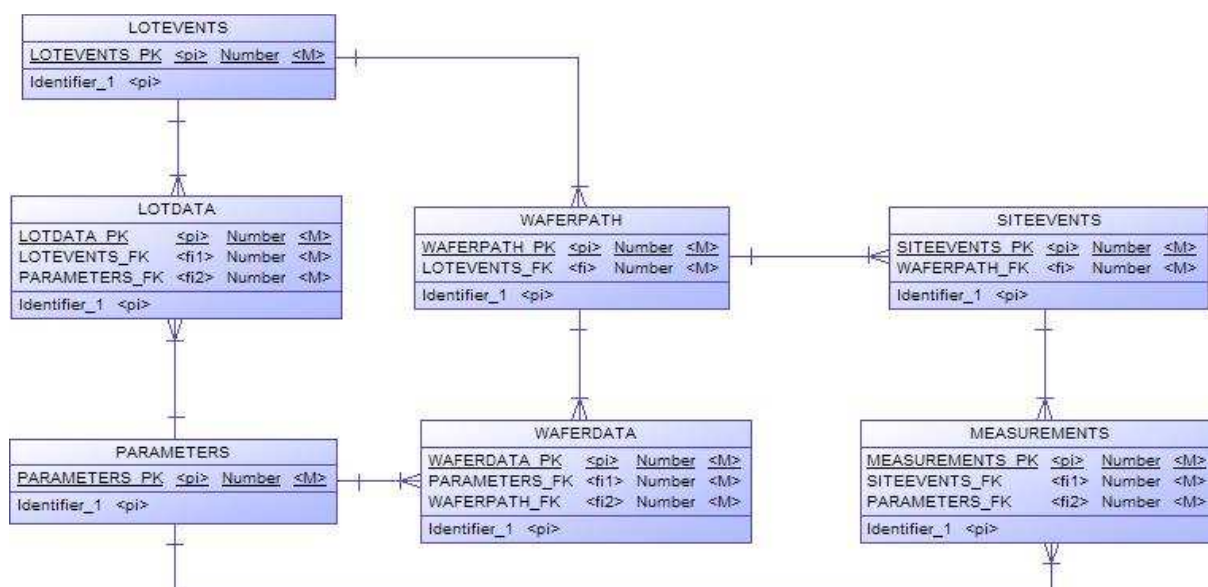 LOTEVENTS
LOTEVENTS_PK <pi> Number <M>
Identifier_1 <pi>
LOTDATA
LOTDATA_PK <pi> Number <M>
LOTEVENTS_FK <fi1> Number <M>
PARAMETERS_FK <fi2> Number <M>
Identifier_1 <pi>
WAFERPATH
WAFERPATH_PK <pi> Number <M>
LOTEVENTS_FK <fi> Number <M>
Identifier_1 <pi>
SITEEVENTS
SITEEVENTS_PK <pi> Number <M>
WAFERPATH_FK <fi> Number <M>
Identifier_1 <pi>
PARAMETERS
PARAMETERS_PK <pi> Number <M>
Identifier_1 <pi>
WAFERDATA
WAFERDATA_PK <pi> Number <M>
PARAMETERS_FK <fi1> Number <M>
WAFERPATH_FK <fi2> Number <M>
Identifier_1 <pi>
MEASUREMENTS
MEASUREMENTS_PK <pi> Number <M>
SITEEVENTS_FK <fi1> Number <M>
PARAMETERS_FK <fi2> Number <M>
Identifier_1 <pi>